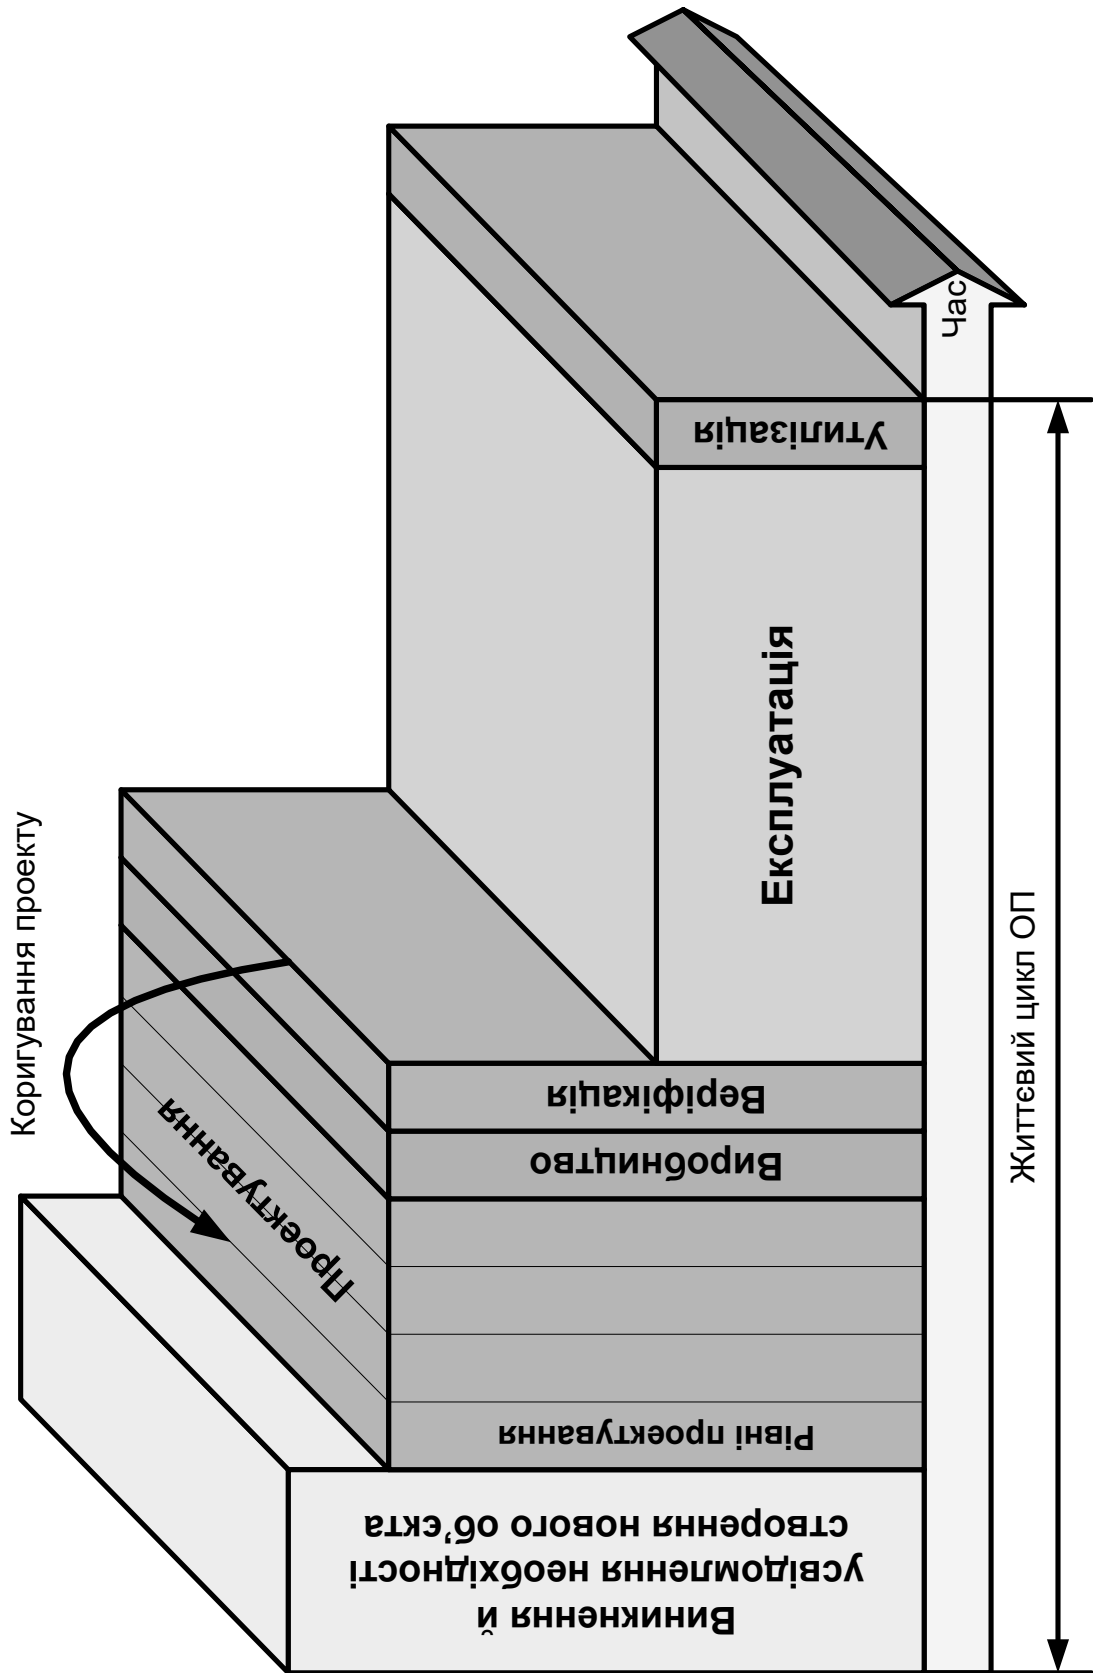 Коригування проекту
Проектування
Виникнення й
усвідомлення необхідності
створення нового об’єкта
Рівні проектування
Виробництво
Веріфікація
Експлуатація
Утилізація
Час
Життєвий цикл ОП